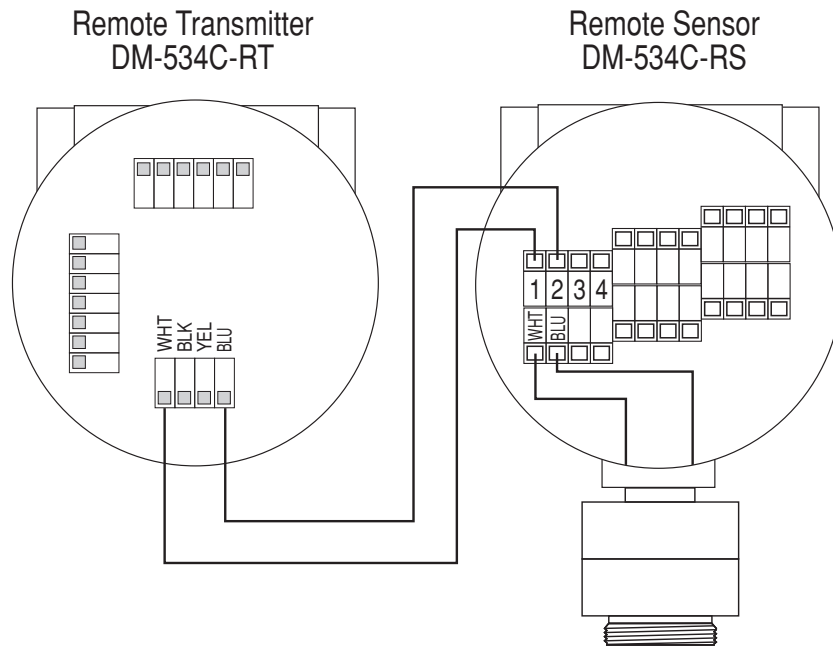 Remote Transmitter
DM-534C-RT
Remote Sensor
DM-534C-RS
WHT
BLK
YEL
BLU
1 2 3 4
WHT
BLU